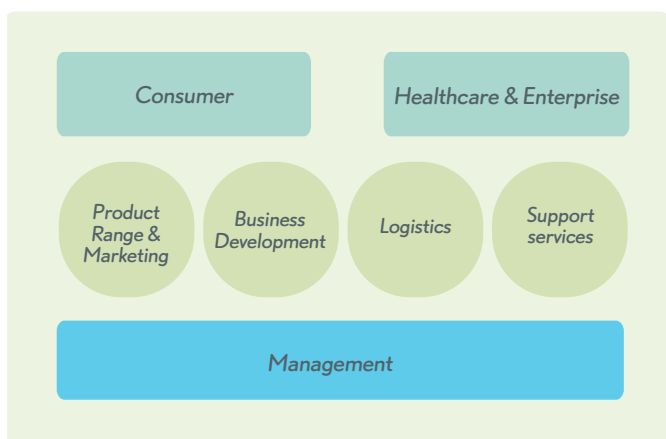 Consumer
Healthcare & Enterprise
Product
Range &
Marketing
Business
Development
Logistics
Support
services
Management